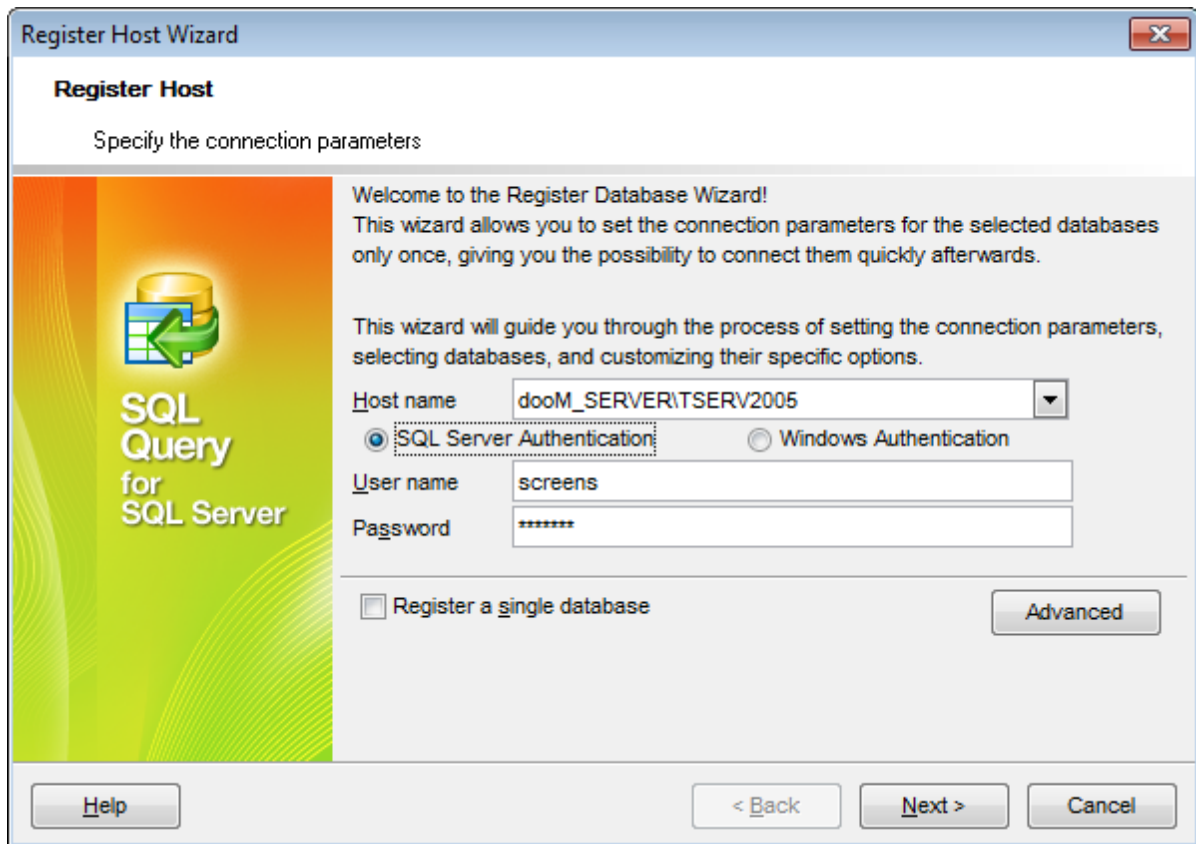 Register Host Wizard
Register Host
Specify the connection parameters
Welcome to the Register Database Wizard!
This wizard allows you to set the connection parameters for the selected databases
only once, giving you the possibility to connect them quickly afterwards.
This wizard will guide you through the process of setting the connection parameters,
selecting databases, and customizing their specific options.
SQL
Query
for
SQL Server
Host name dooM_SERVER\TSERV2005
SQL Server Authentication Windows Authentication
User name screens
Password *******
Register a single database Advanced
Help < Back Next > Cancel